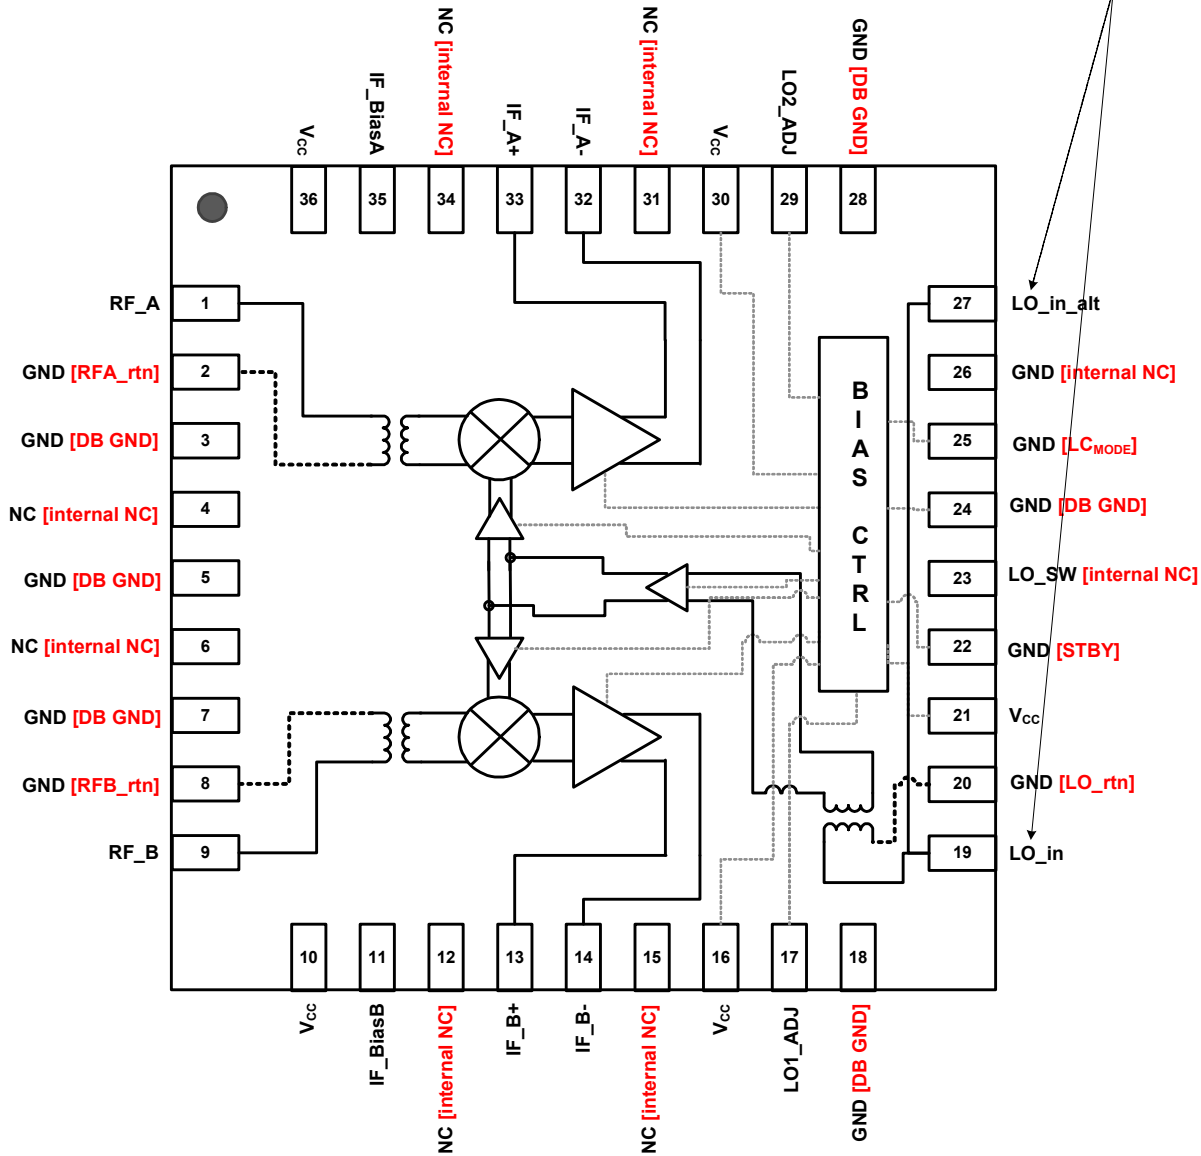 NC [internal NC]
NC [internal NC]
GND [DB GND]
IF_BiasA
IF_A+
IF_A-
LO2_ADJ
VCC
VCC
36
35
34
33
32
31
30
29
28
RF_A
1
27
LO_in_alt
GND [RFA_rtn]
2
26
GND [internal NC]
GND [DB GND]
3
25
GND [LCMODE]
NC [internal NC]
4
24
GND [DB GND]
GND [DB GND]
5
23
LO_SW [internal NC]
NC [internal NC]
6
22
GND [STBY]
GND [DB GND]
7
21
VCC
GND [RFB_rtn]
8
20
GND [LO_rtn]
RF_B
9
19
LO_in
B
I
A
S
C
T
R
L
10
11
12
13
14
15
16
17
18
VCC
IF_BiasB
NC [internal NC]
IF_B+
IF_B-
NC [internal NC]
VCC
LO1_ADJ
GND [DB GND]